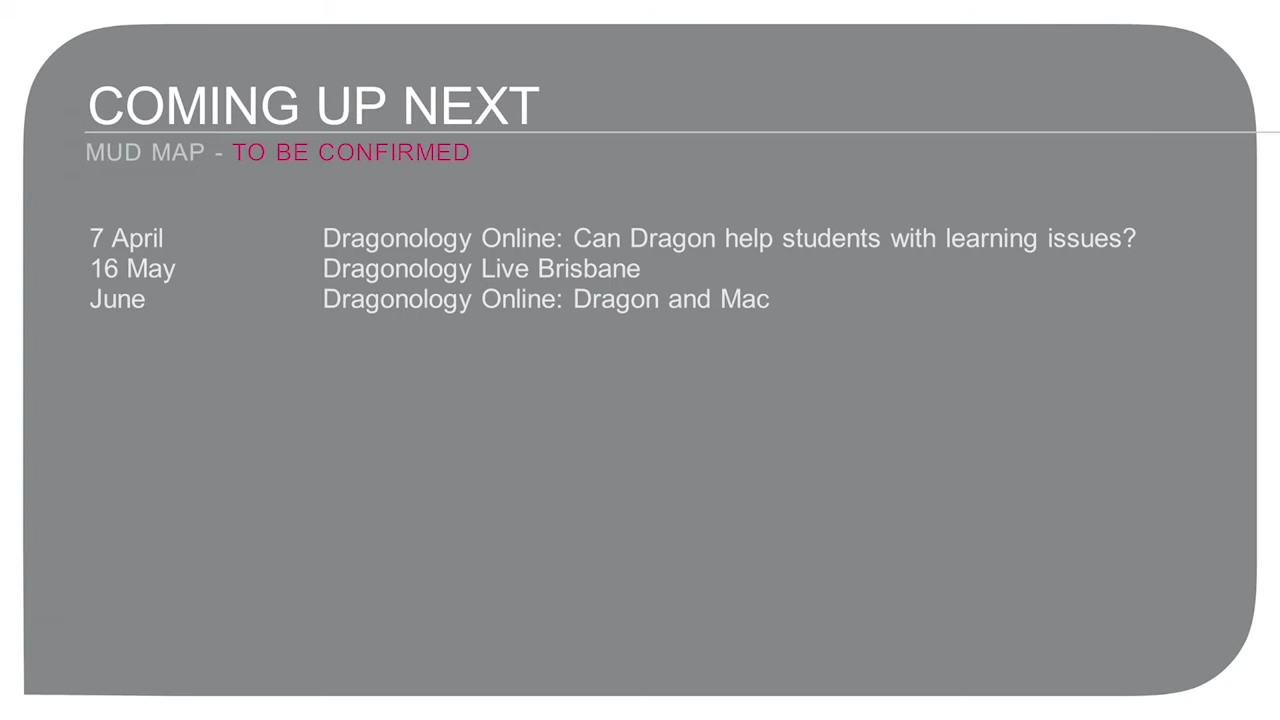 COMING UP NEXT
MUD MAP - TO BE CONFIRMED
7 April Dragonology Online: Can Dragon help students with learning issues?
16 May Dragonology Live Brisbane
June Dragonology Online: Dragon and Mac